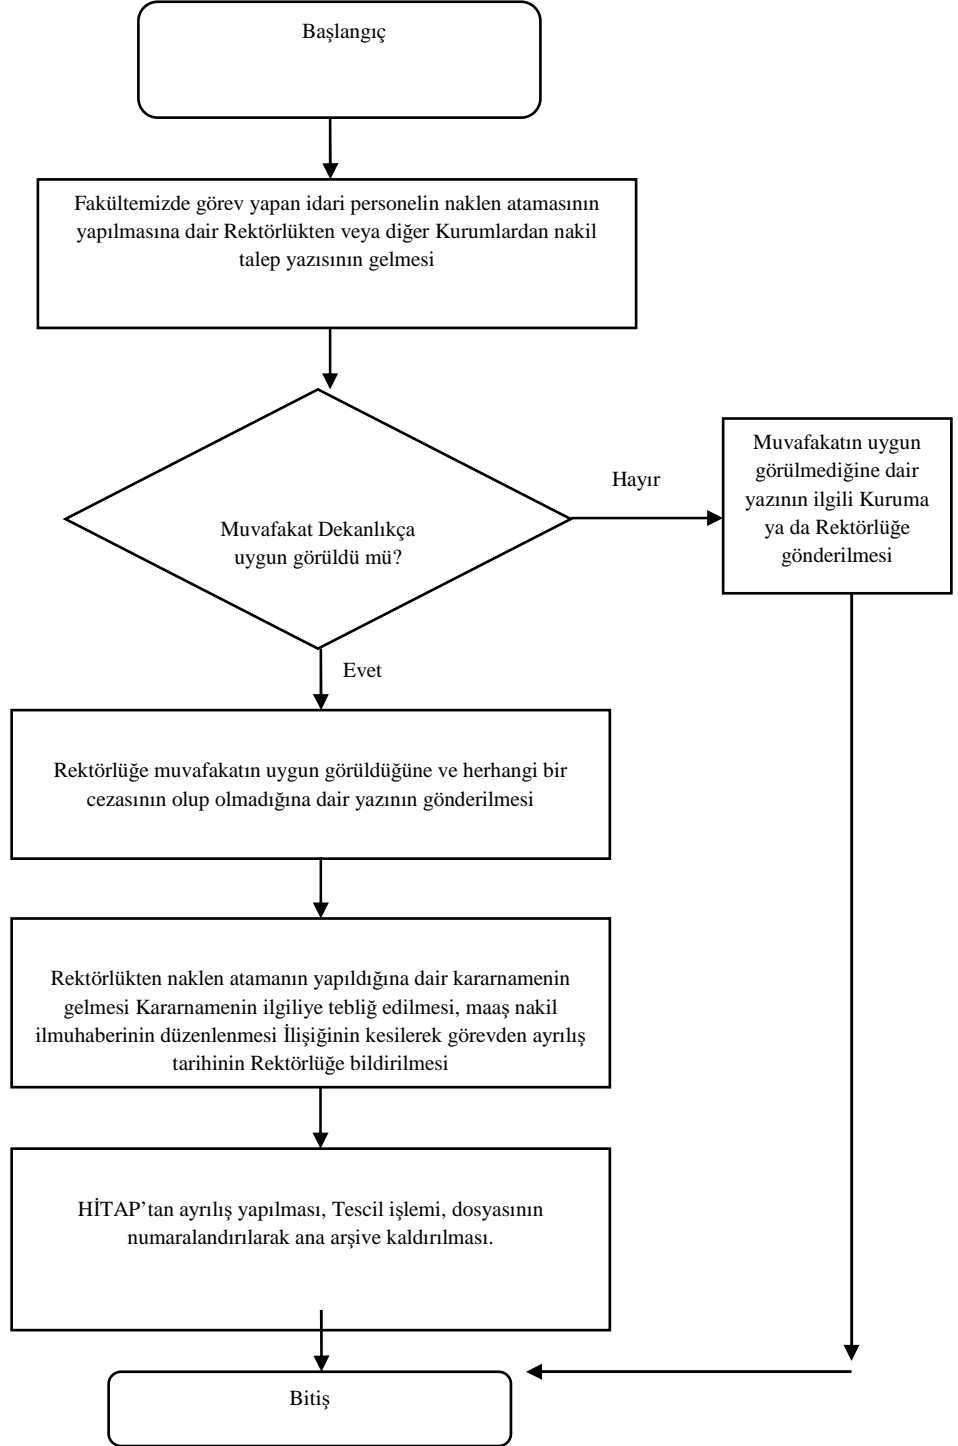 Başlangıç
Fakültemizde görev yapan idari personelin naklen atamasının
yapılmasına dair Rektörlükten veya diğer Kurumlardan nakil
talep yazısının gelmesi
Muvafakat Dekanlıkça
uygun görüldü mü?
Hayır
Muvafakatın uygun
görülmediğine dair
yazının ilgili Kuruma
ya da Rektörlüğe
gönderilmesi
Evet
Rektörlüğe muvafakatın uygun görüldüğüne ve herhangi bir
cezasının olup olmadığına dair yazının gönderilmesi
Rektörlükten naklen atamanın yapıldığına dair kararnamenin
gelmesi Kararnamenin ilgiliye tebliğ edilmesi, maaş nakil
ilmuhaberinin düzenlenmesi İlişiğinin kesilerek görevden ayrılış
tarihinin Rektörlüğe bildirilmesi
HİTAP’tan ayrılış yapılması, Tescil işlemi, dosyasının
numaralandırılarak ana arşive kaldırılması.
Bitiş